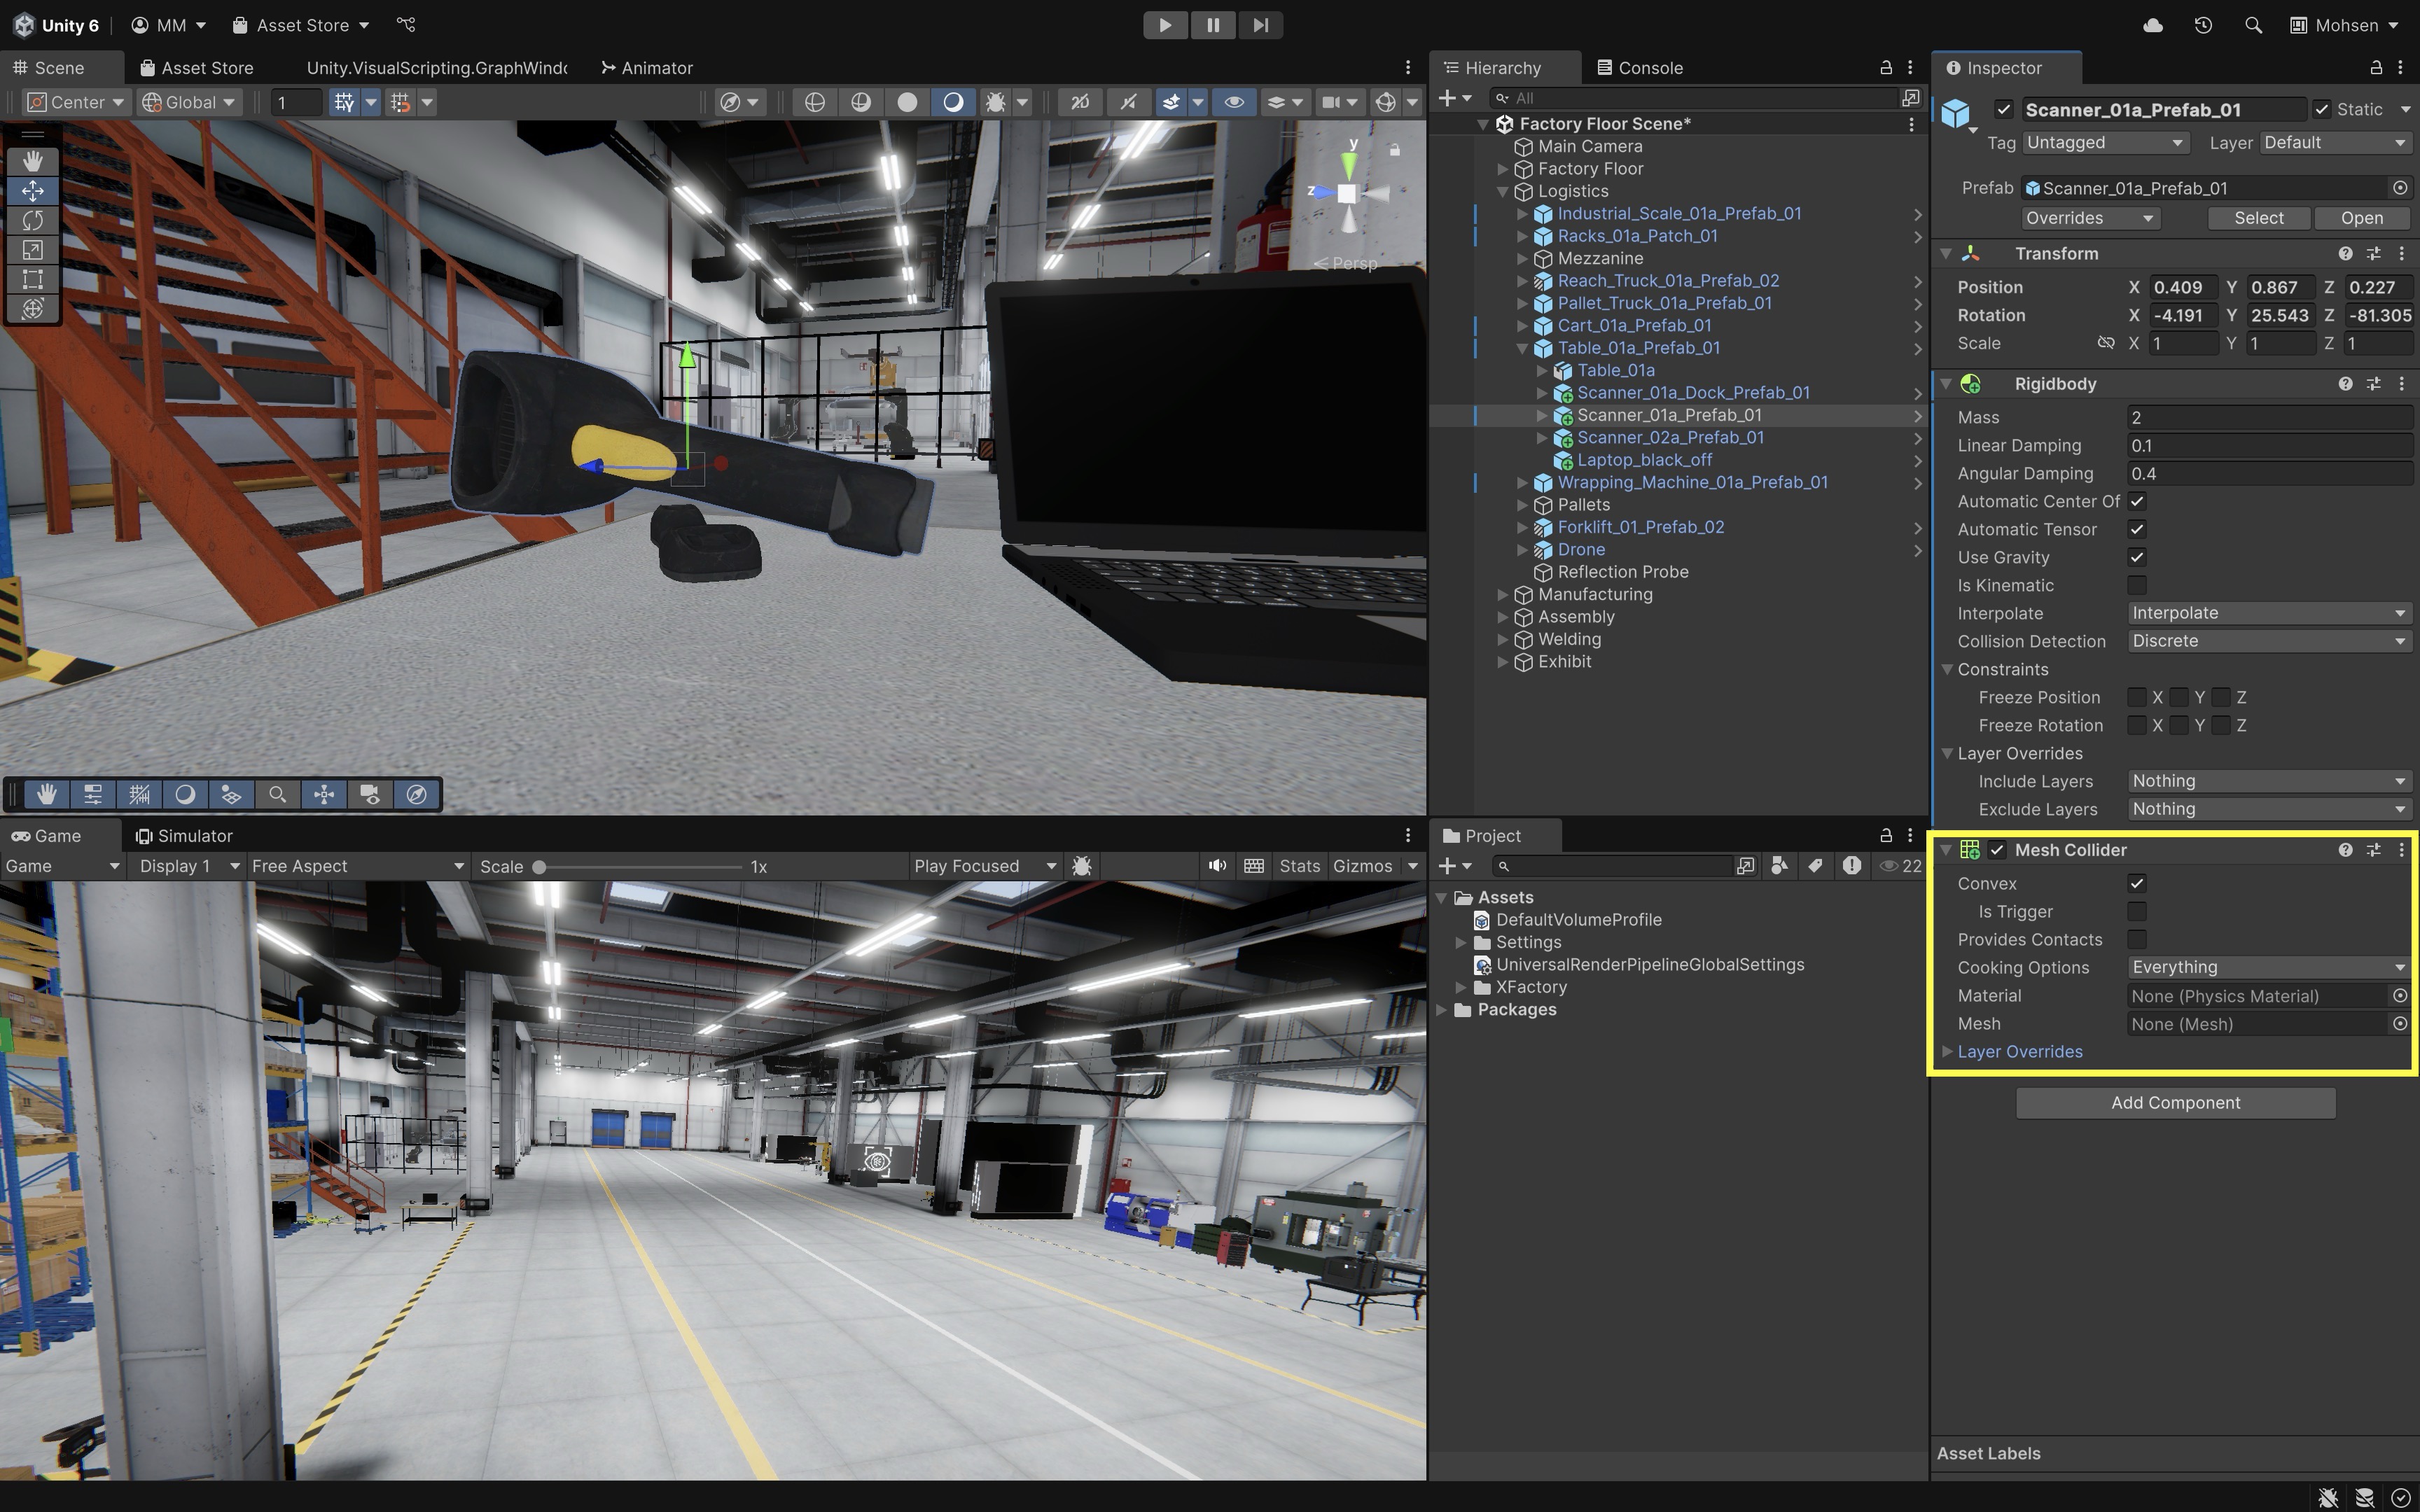 Unity 6
MM
Asset Store
Mohsen
Scene
Asset Store
Unity.VisualScripting.GraphWindo
Animator
Center
Global
1
2D
y
z
Persp
Game
Simulator
Game
Display 1
Free Aspect
Scale
1x
Play Focused
Stats
Gizmos
Hierarchy
Console
All
Factory Floor Scene*
Main Camera
Factory Floor
Logistics
Industrial_Scale_01a_Prefab_01
Racks_01a_Patch_01
Mezzanine
Reach_Truck_01a_Prefab_02
Pallet_Truck_01a_Prefab_01
Cart_01a_Prefab_01
Table_01a_Prefab_01
Table_01a
Scanner_01a_Dock_Prefab_01
Scanner_01a_Prefab_01
Scanner_02a_Prefab_01
Laptop_black_off
Wrapping_Machine_01a_Prefab_01
Pallets
Forklift_01_Prefab_02
Drone
Reflection Probe
Manufacturing
Assembly
Welding
Exhibit
Project
22
Assets
DefaultVolumeProfile
Settings
UniversalRenderPipelineGlobalSettings
XFactory
Packages
Inspector
Scanner_01a_Prefab_01
Static
Tag Untagged Layer Default
Prefab Scanner_01a_Prefab_01
Overrides Select Open
Transform
Position X 0.409 Y 0.867 Z 0.227
Rotation X -4.191 Y 25.543 Z -81.305
Scale X 1 Y 1 Z 1
Rigidbody
Mass 2
Linear Damping 0.1
Angular Damping 0.4
Automatic Center Of
Automatic Tensor
Use Gravity
Is Kinematic
Interpolate Interpolate
Collision Detection Discrete
Constraints
Freeze Position X Y Z
Freeze Rotation X Y Z
Layer Overrides
Include Layers Nothing
Exclude Layers Nothing
Mesh Collider
Convex
Is Trigger
Provides Contacts
Cooking Options Everything
Material None (Physics Material)
Mesh None (Mesh)
Layer Overrides
Add Component
Asset Labels